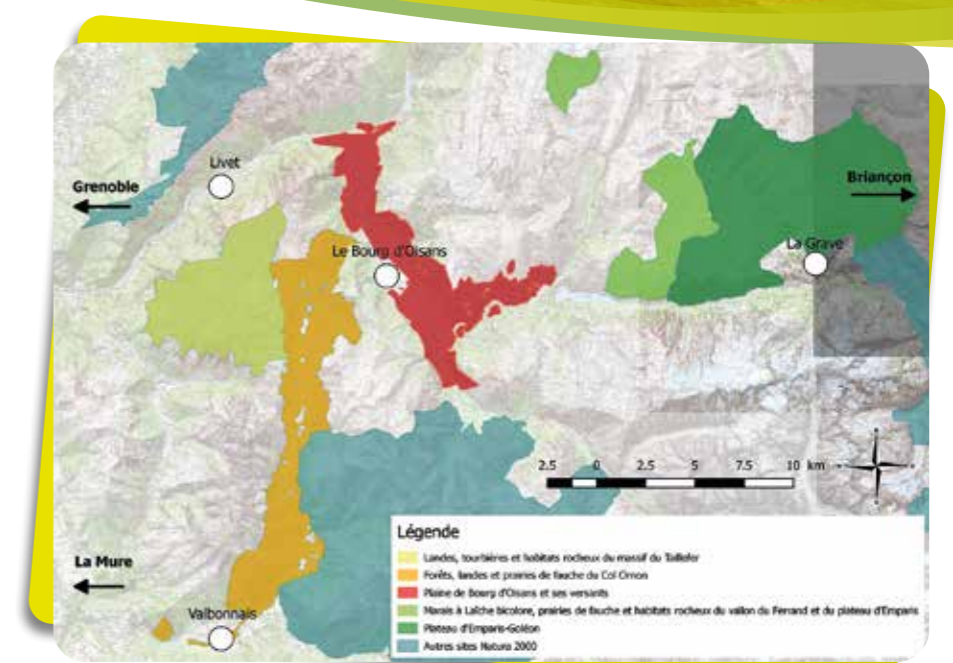 Livet
Grenoble
Briançon
La Grave
Le Bourg d'Oisans
2.5 0 2.5 5 7.5 10 km
Légende
Landes, tourbières et habitats rocheux du massif du Taillefer
Forêts, landes et prairies de fauche du Col Ornon
Plaine de Bourg d'Oisans et ses versants
Marais à Laîche bicolore, prairies de fauche et habitats rocheux du vallon du Ferrand et du plateau d'Emparis
Plateau d'Emparis-Goléon
Autres sites Natura 2000
La Mure
Valbonnais